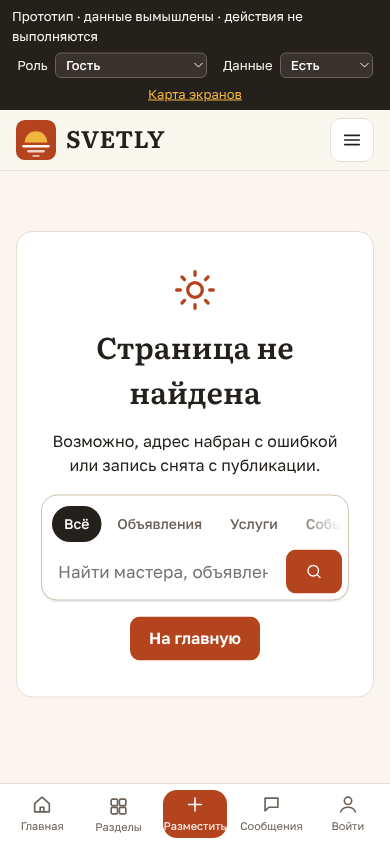 Прототип · данные вымышлены · действия не
выполняются
Роль Гость Данные Есть
Карта экранов
SVETLY
Страница не
найдена
Возможно, адрес набран с ошибкой
или запись снята с публикации.
Всё Объявления Услуги Собы
Найти мастера, объявлен
На главную
Главная Разделы Разместить Сообщения Войти